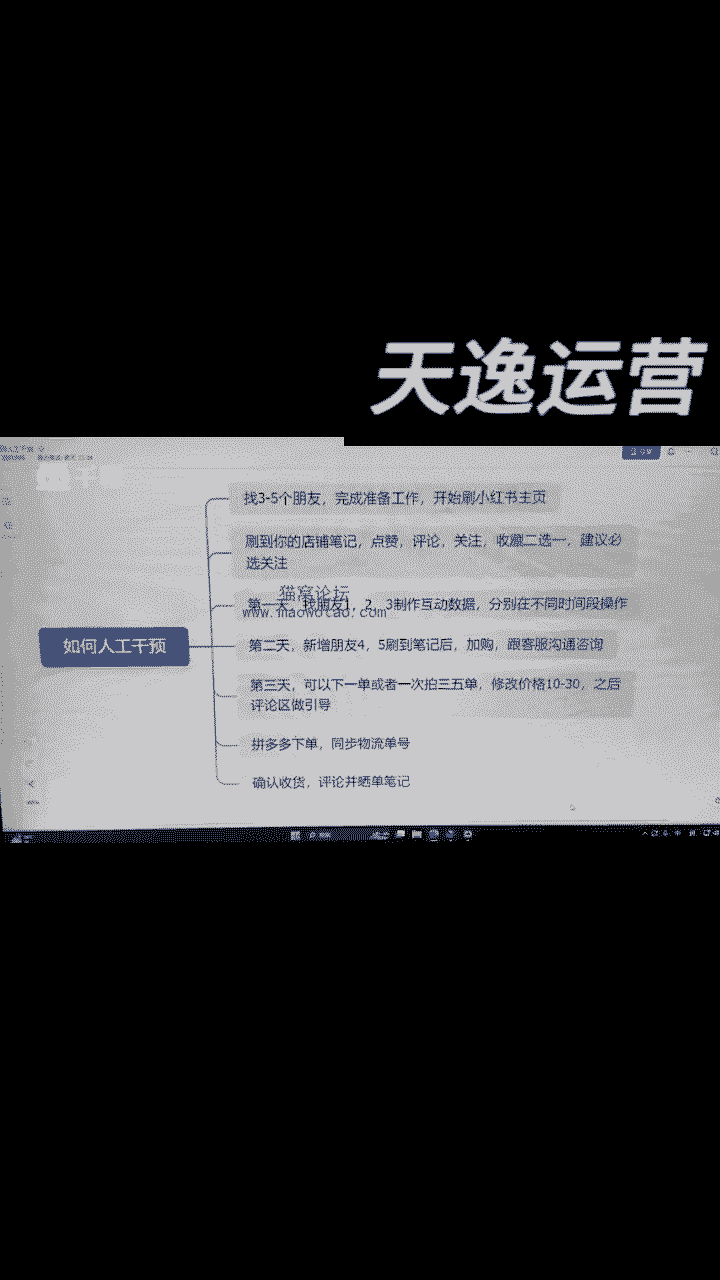 天逸运营
找3-5个朋友，完成准备工作，开始刷小红书主页
刷到你的店铺笔记，点赞，评论，关注，收藏二选一，建议必
选关注
猫窝论坛
第一天，找朋友1，2，3制作互动数据，分别在不同时间段操作
www.maowotao.com
如何人工干预
第二天，新增朋友4，5刷到笔记后，加购，跟客服沟通咨询
第三天，可以下一单或者一次拍三五单，修改价格10-30，之后
评论区做引导
拼多多下单，同步物流单号
确认收货，评论并晒单笔记